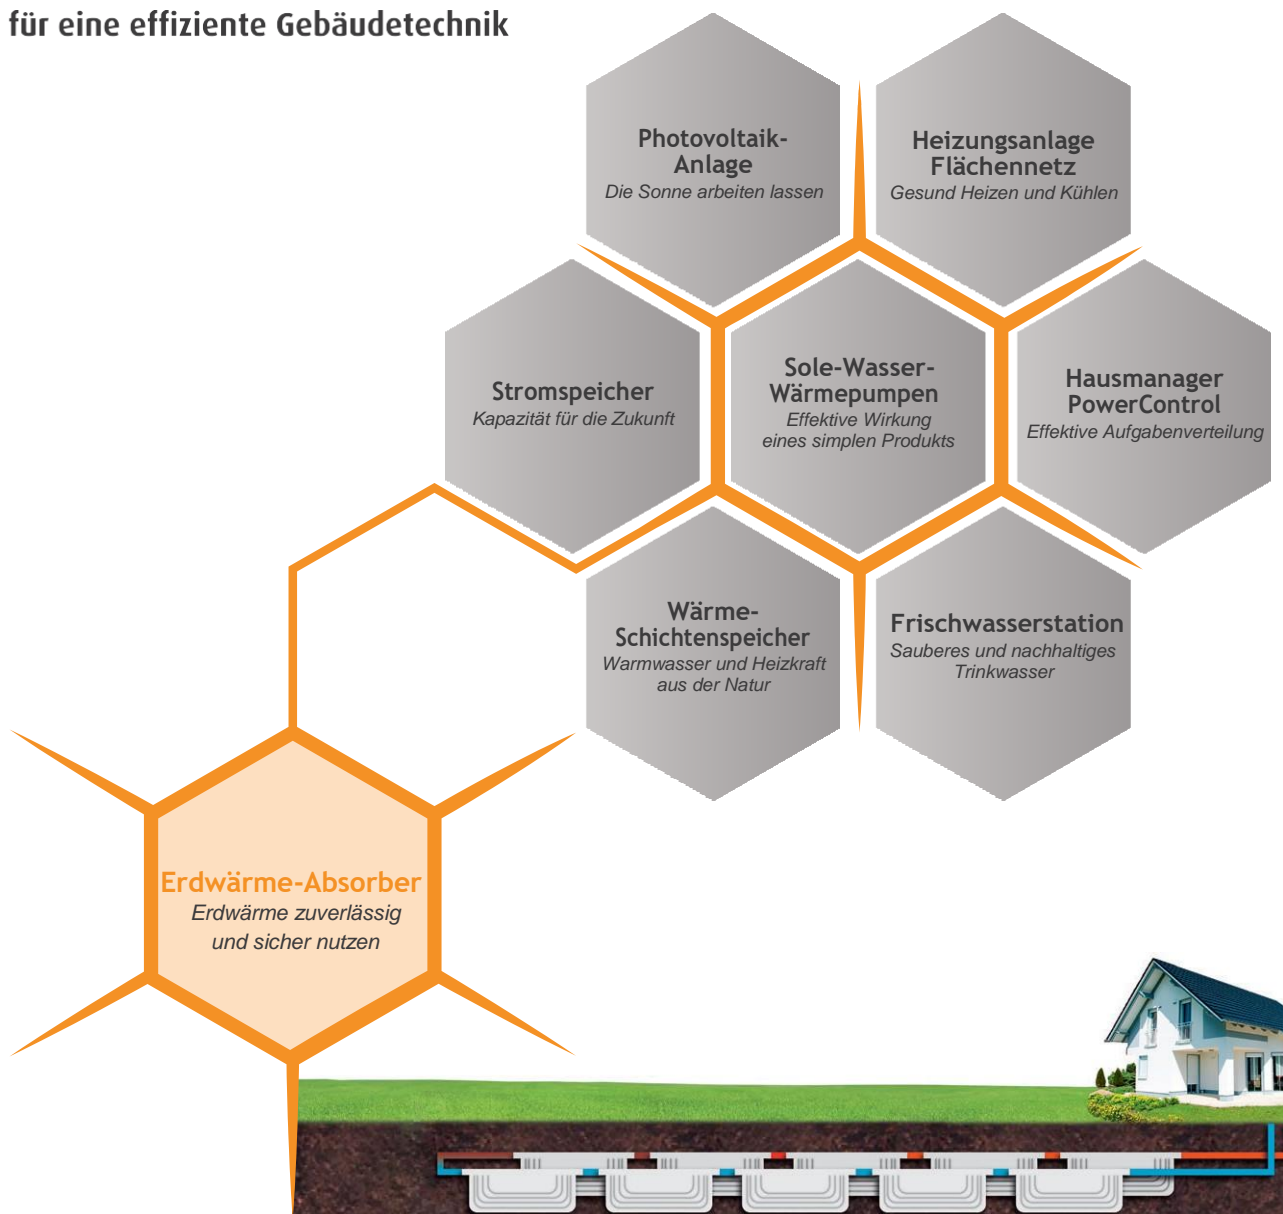 für eine effiziente Gebäudetechnik
Photovoltaik-
Anlage
Die Sonne arbeiten lassen
Heizungsanlage
Flächennetz
Gesund Heizen und Kühlen
Stromspeicher
Kapazität für die Zukunft
Sole-Wasser-
Wärmepumpen
Effektive Wirkung
eines simplen Produkts
Hausmanager
PowerControl
Effektive Aufgabenverteilung
Wärme-
Schichtenspeicher
Warmwasser und Heizkraft
aus der Natur
Frischwasserstation
Sauberes und nachhaltiges
Trinkwasser
Erdwärme-Absorber
Erdwärme zuverlässig
und sicher nutzen